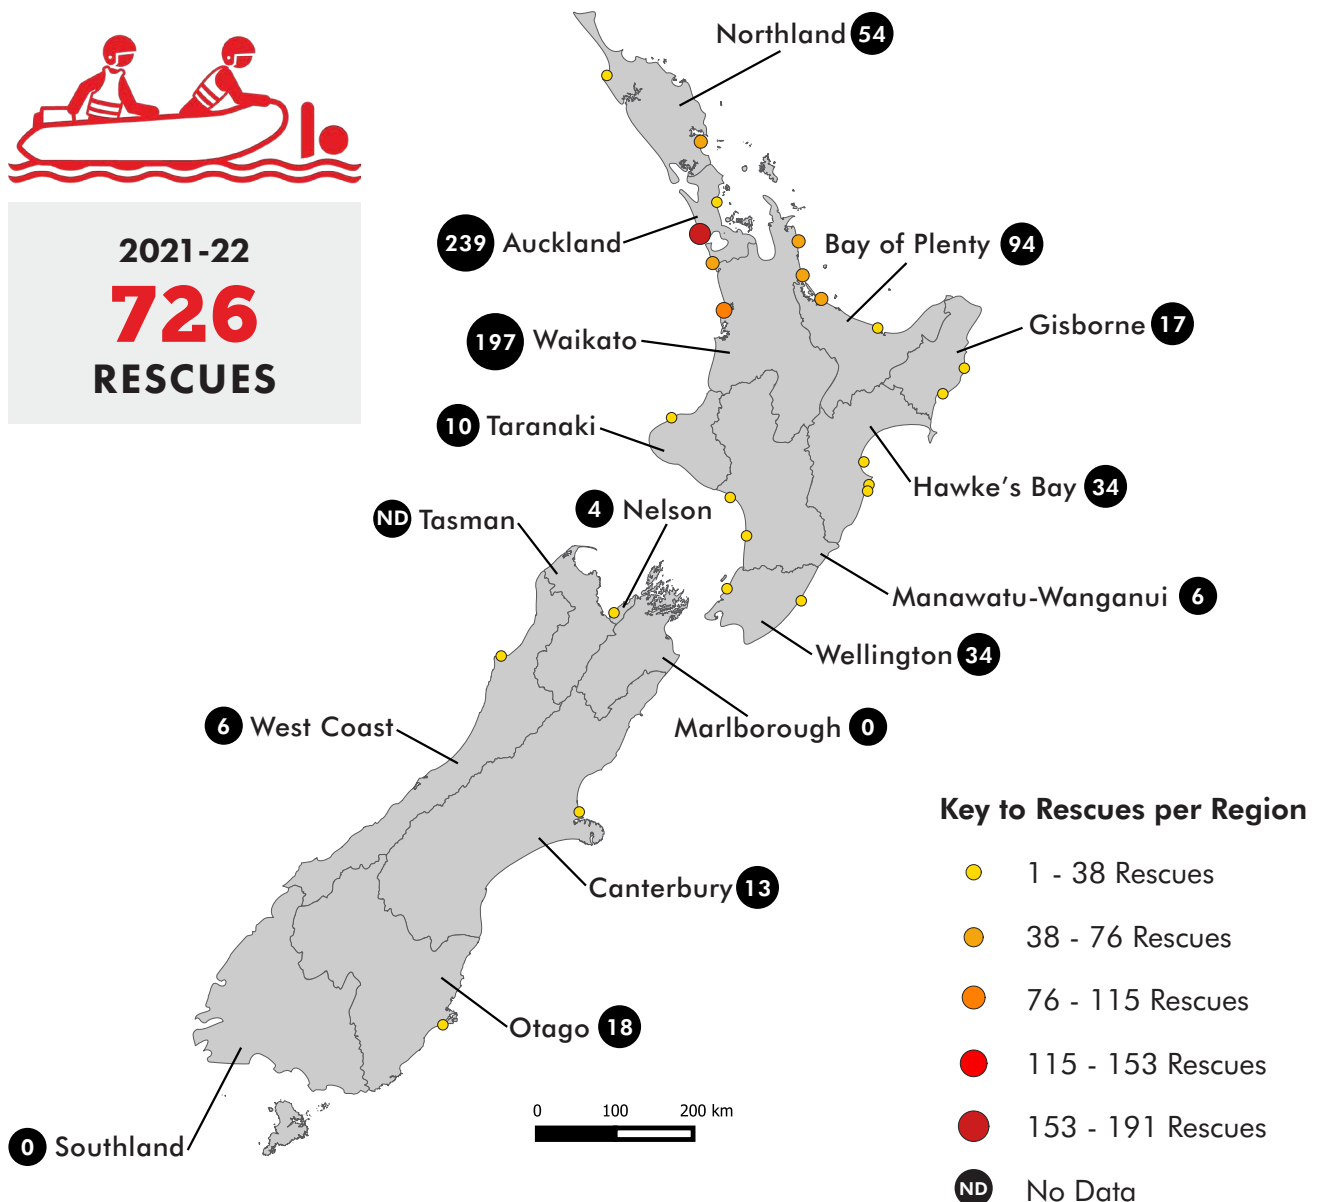 Northland 54
2021-22
726
RESCUES
239 Auckland
Bay of Plenty 94
Gisborne 17
197 Waikato
10 Taranaki
Hawke's Bay 34
4 Nelson
ND Tasman
Manawatu-Wanganui 6
Wellington 34
6 West Coast
Marlborough 0
Canterbury 13
Otago 18
0 Southland
0 100 200 km
Key to Rescues per Region
1 - 38 Rescues
38 - 76 Rescues
76 - 115 Rescues
115 - 153 Rescues
153 - 191 Rescues
ND No Data